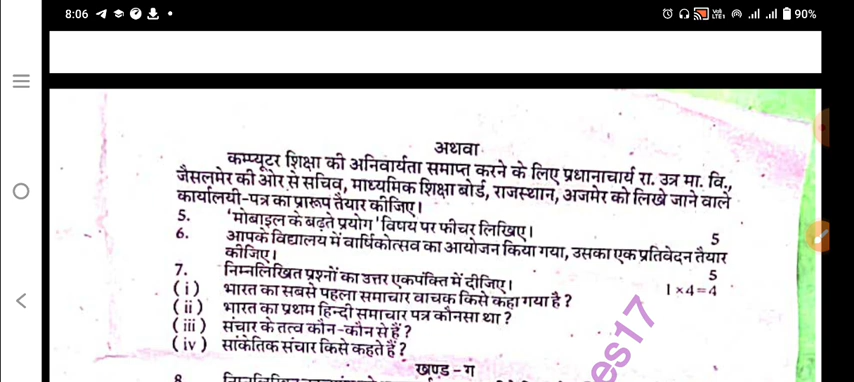 8:06
VoLTE1
90%
अथवा
कम्प्यूटर शिक्षा की अनिवार्यता समाप्त करने के लिए प्रधानाचार्य रा. उत्र मा. वि.,
जैसलमेर की ओर से सचिव, माध्यमिक शिक्षा बोर्ड, राजस्थान, अजमेर को लिखे जाने वाले
कार्यालयी-पत्र का प्रारूप तैयार कीजिए।
5. 'मोबाइल के बढ़ते प्रयोग' विषय पर फीचर लिखिए। 5
6. आपके विद्यालय में वार्षिकोत्सव का आयोजन किया गया, उसका एक प्रतिवेदन तैयार
कीजिए। 5
7. निम्नलिखित प्रश्नों का उत्तर एकपंक्ति में दीजिए। 1×4=4
(i) भारत का सबसे पहला समाचार वाचक किसे कहा गया है ?
(ii) भारत का प्रथम हिन्दी समाचार पत्र कौनसा था ?
(iii) संचार के तत्व कौन-कौन से हैं ?
(iv) सांकेतिक संचार किसे कहते हैं ?
es17
खण्ड-ग
8